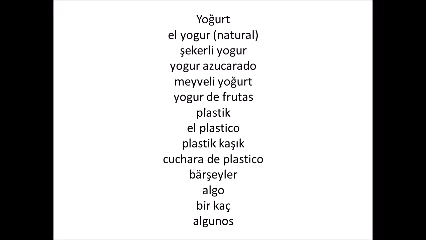 Yoğurt
el yogur (natural)
şekerli yogur
yogur azucarado
meyveli yoğurt
yogur de frutas
plastik
el plastico
plastik kaşık
cuchara de plastico
bärşeyler
algo
bir kaç
algunos